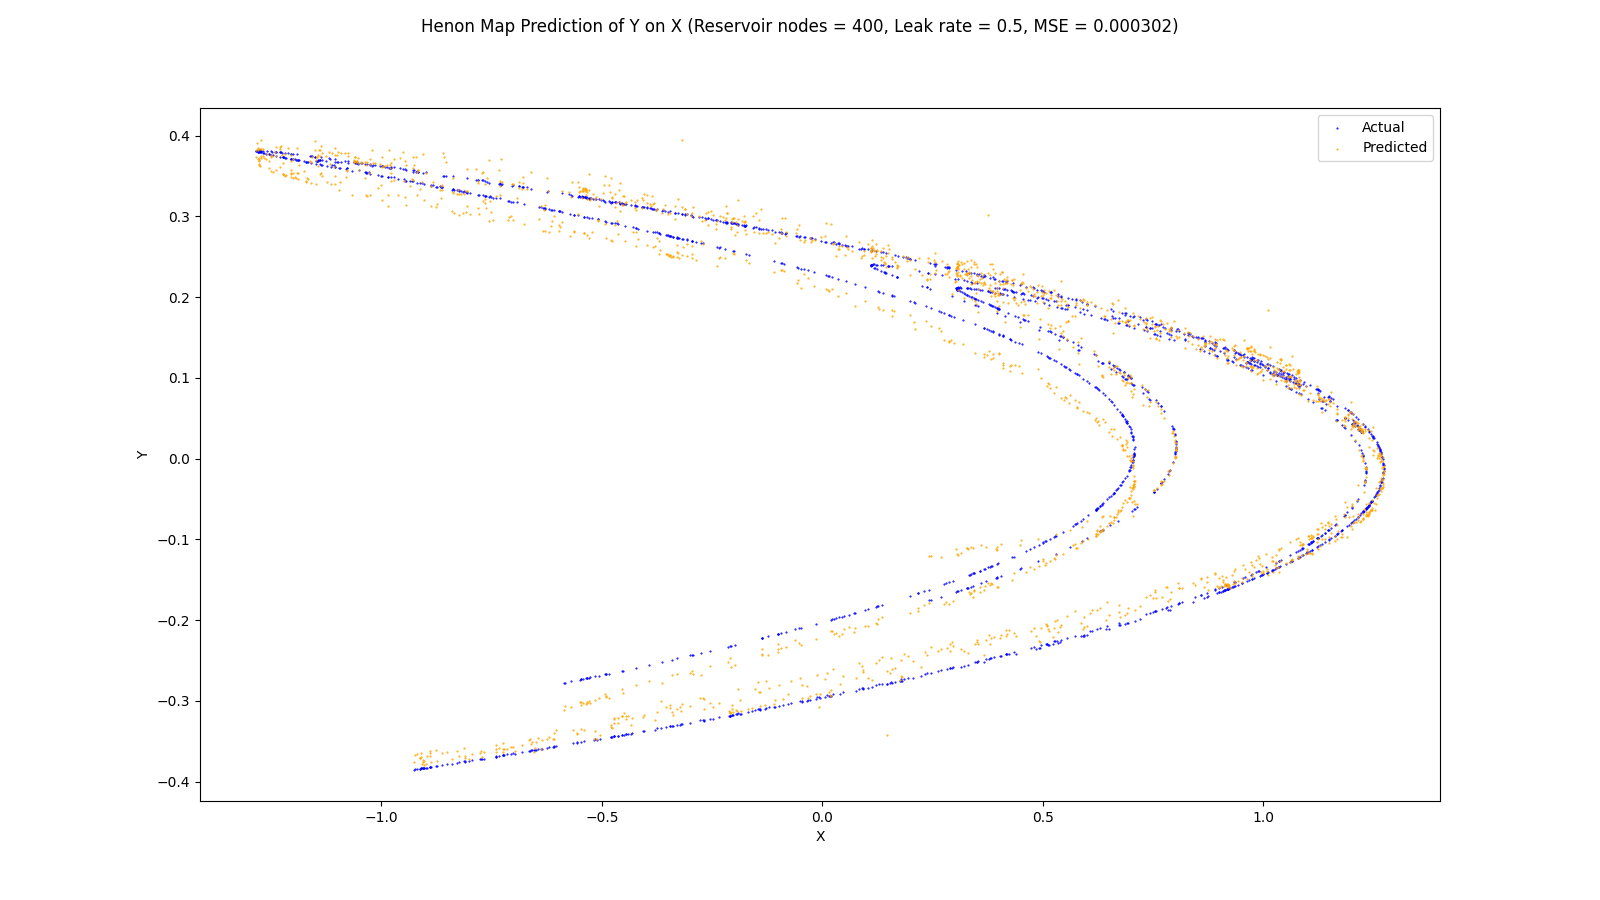 Henon Map Prediction of Y on X (Reservoir nodes = 400, Leak rate = 0.5, MSE = 0.000302)
Actual
Predicted
0.4
0.3
0.2
0.1
0.0
−0.1
−0.2
−0.3
−0.4
Y
−1.0 −0.5 0.0 0.5 1.0
X